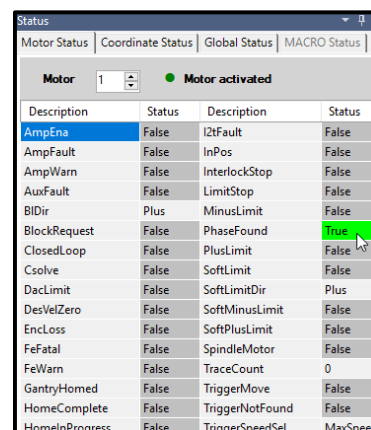 Status
Motor Status Coordinate Status Global Status MACRO Status
Motor 1 Motor activated
Description Status Description Status
AmpEna False I2tFault False
AmpFault False InPos False
AmpWarn False InterlockStop False
AuxFault False LimitStop False
BlDir Plus MinusLimit False
BlockRequest False PhaseFound True
ClosedLoop False PlusLimit False
Csolve False SoftLimit False
DacLimit False SoftLimitDir Plus
DesVelZero False SoftMinusLimit False
EncLoss False SoftPlusLimit False
FeFatal False SpindleMotor False
FeWarn False TraceCount 0
GantryHomed False TriggerMove False
HomeComplete False TriggerNotFound False
HomeInProgress False TriggerSpeedSel MaxSpee